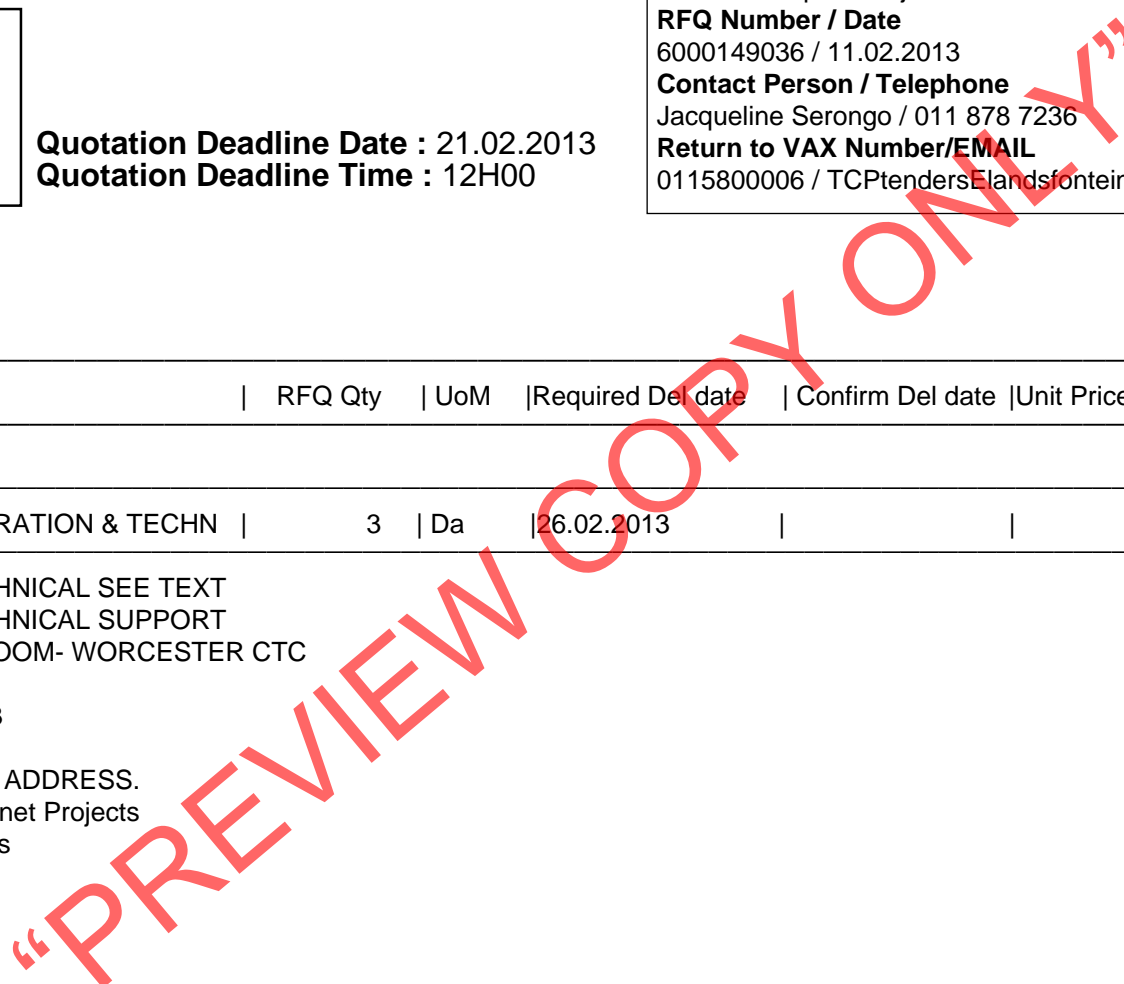 RFQ Number / Date
6000149036 / 11.02.2013
Contact Person / Telephone
Jacqueline Serongo / 011 878 7236
Return to VAX Number/EMAIL
0115800006 / TCPtendersElandsfontein
Quotation Deadline Date : 21.02.2013
Quotation Deadline Time : 12H00
| RFQ Qty | UoM |Required Del date | Confirm Del date |Unit Price
RATION & TECHN | 3 | Da |26.02.2013 | |
HNICAL SEE TEXT
HNICAL SUPPORT
OOM- WORCESTER CTC
ADDRESS.
net Projects
s
“PREVIEW COPY ONLY”